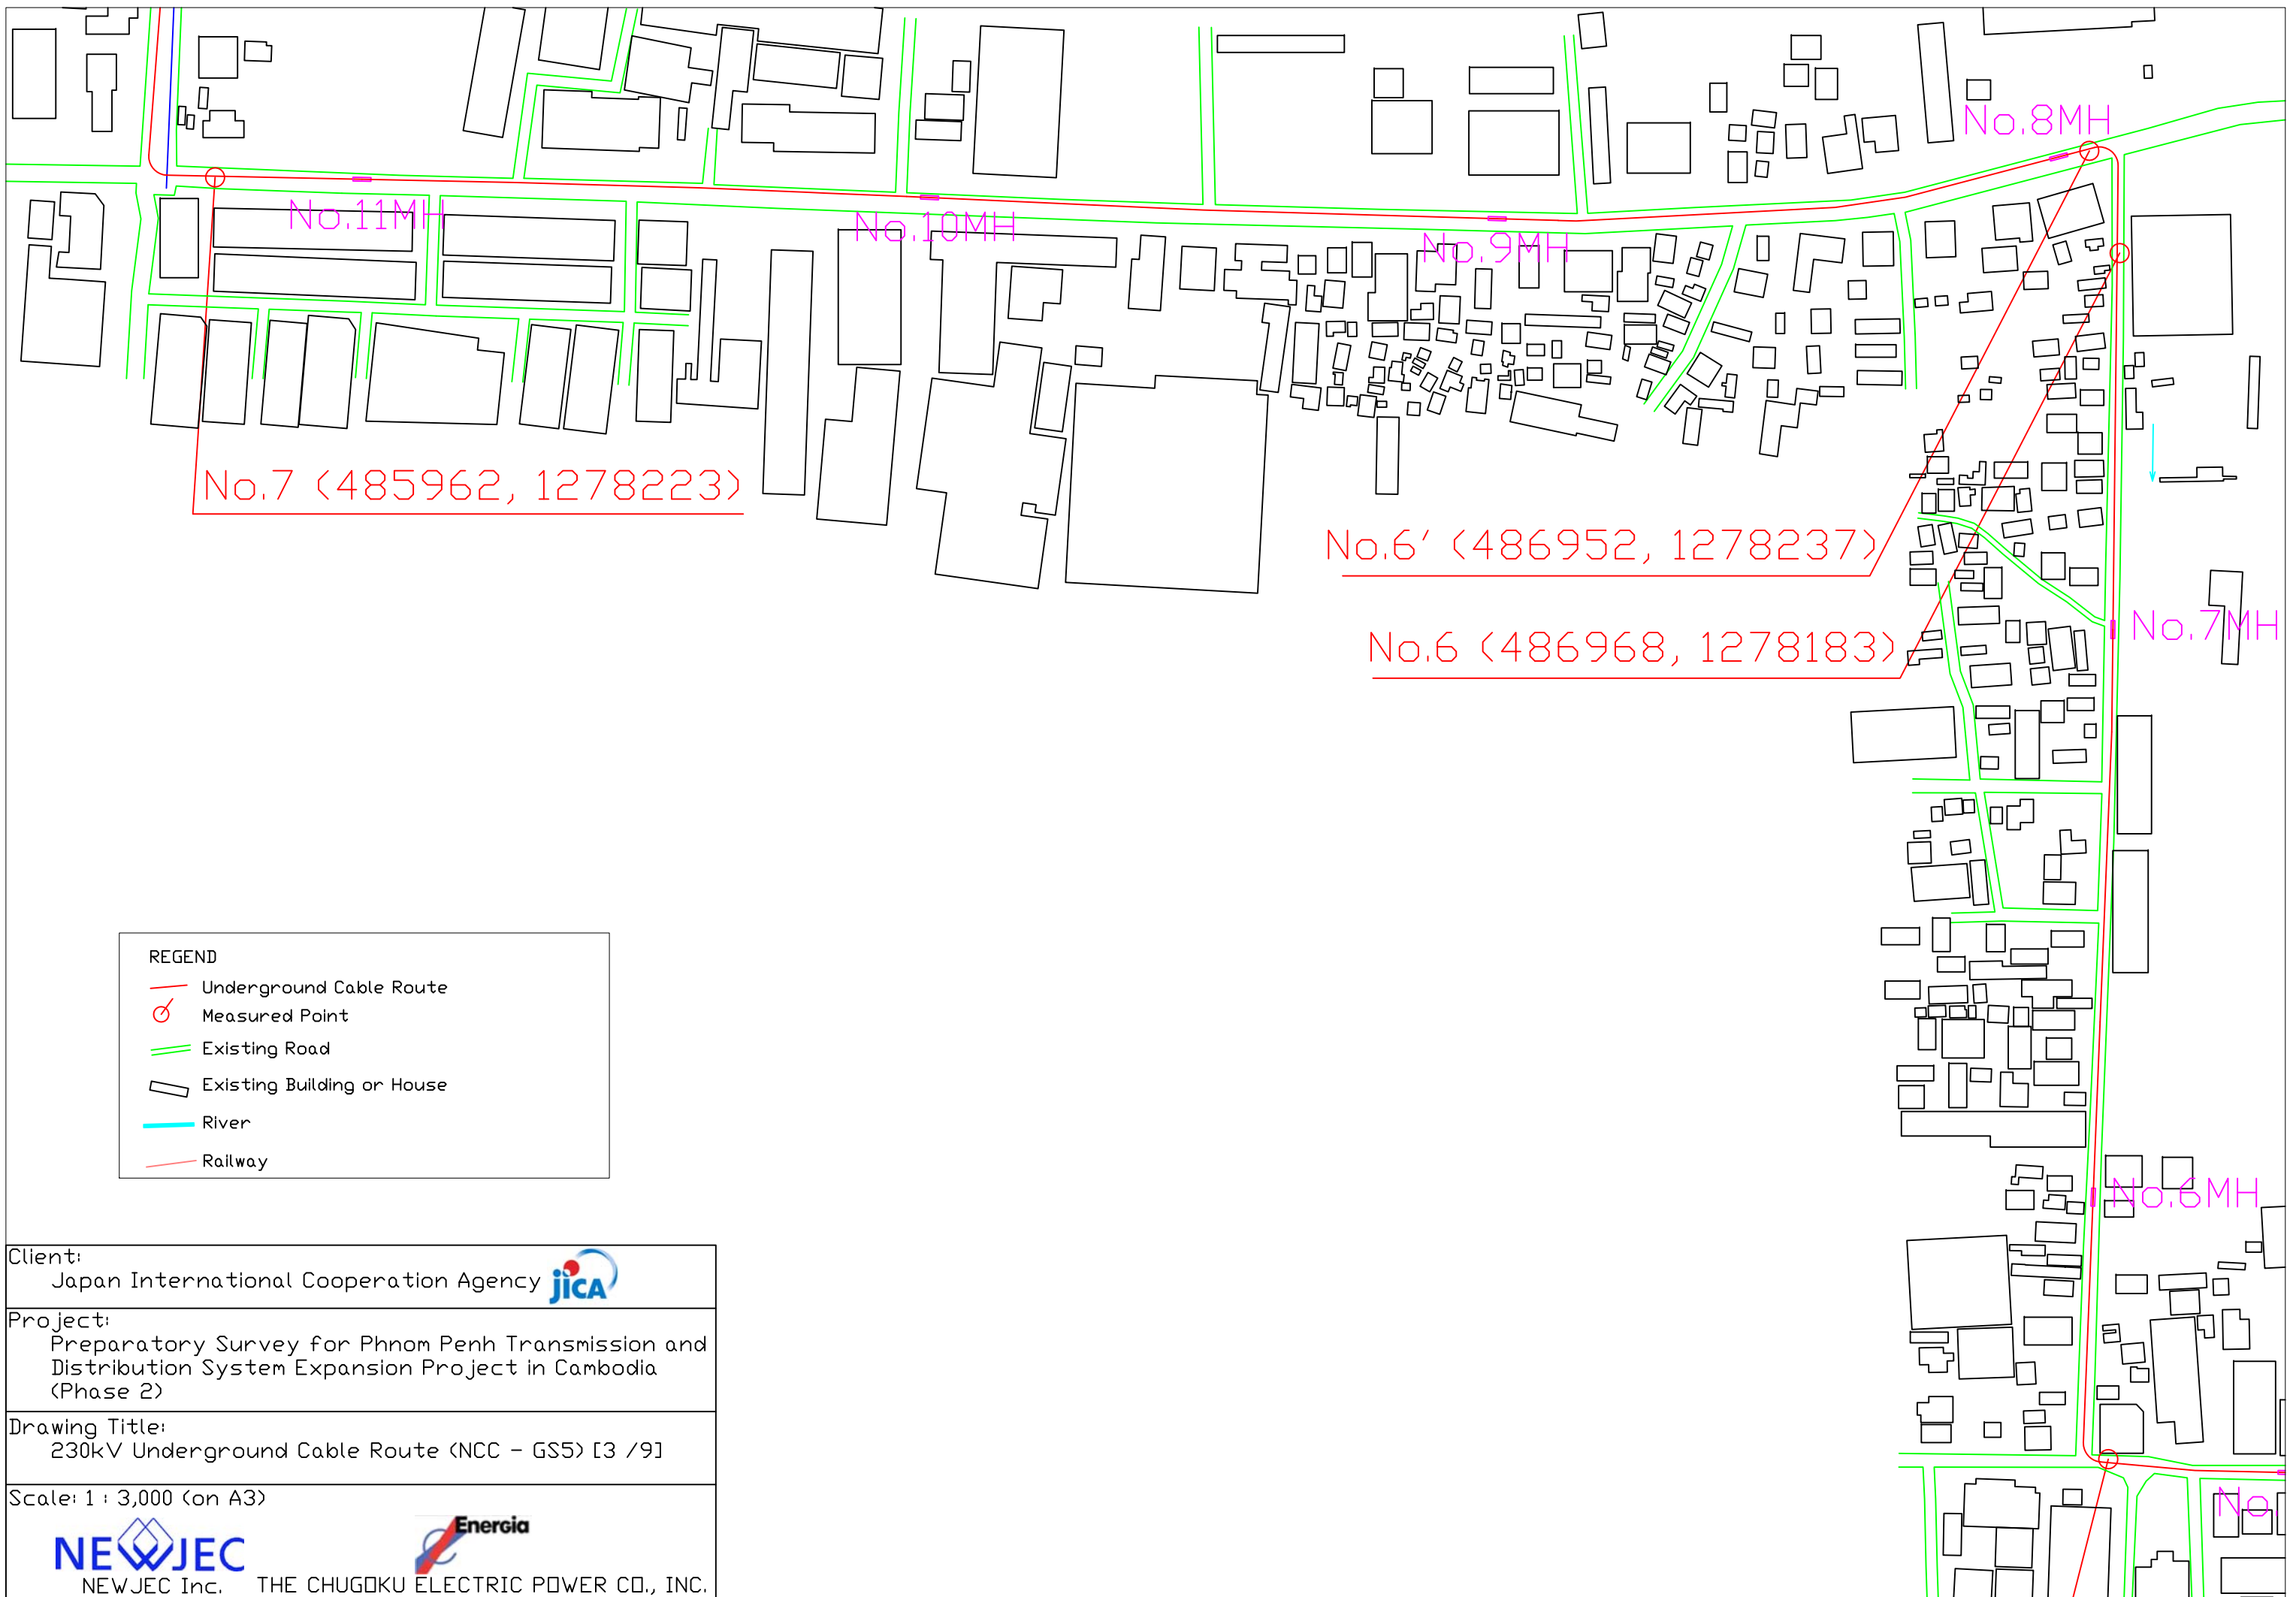 No.8MH
No.11MH
No.10MH
No.9MH
No.7 (485962, 1278223)
No.6' (486952, 1278237)
No.6 (486968, 1278183)
No.7MH
REGEND
Underground Cable Route
Measured Point
Existing Road
Existing Building or House
River
Railway
No.6MH
Client:
Japan International Cooperation Agency
JICA
Project:
Preparatory Survey for Phnom Penh Transmission and
Distribution System Expansion Project in Cambodia
(Phase 2)
Drawing Title:
230kV Underground Cable Route (NCC - GS5) [3 /9]
Scale: 1 : 3,000 (on A3)
No.
Energia
NEWJEC
NEWJEC Inc.
THE CHUGOKU ELECTRIC POWER CO., INC.